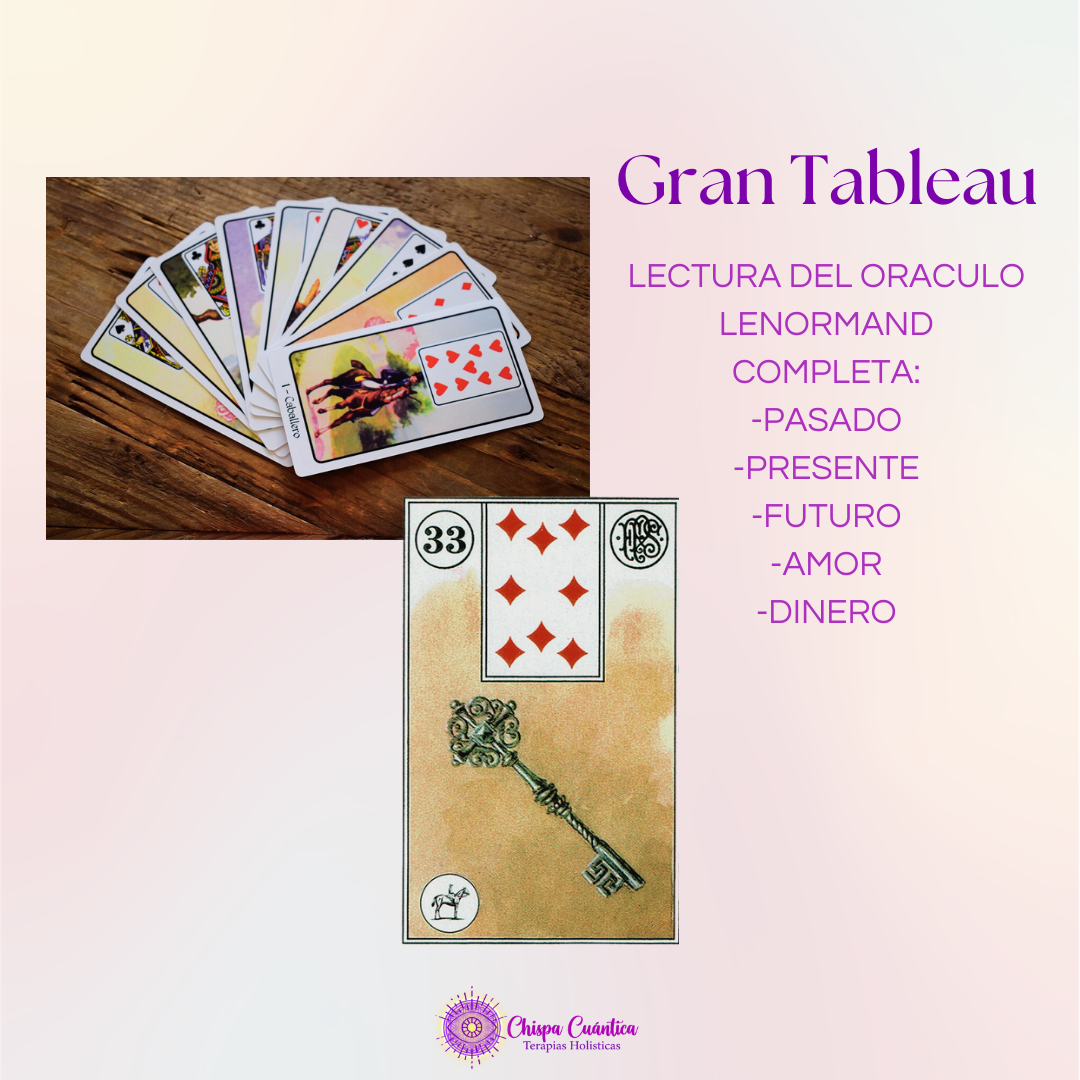 Gran Tableau
LECTURA DEL ORACULO
LENORMAND
COMPLETA:
-PASADO
-PRESENTE
-FUTURO
-AMOR
-DINERO
1 - Caballero
33
Chispa Cuántica
Terapias Holisticas